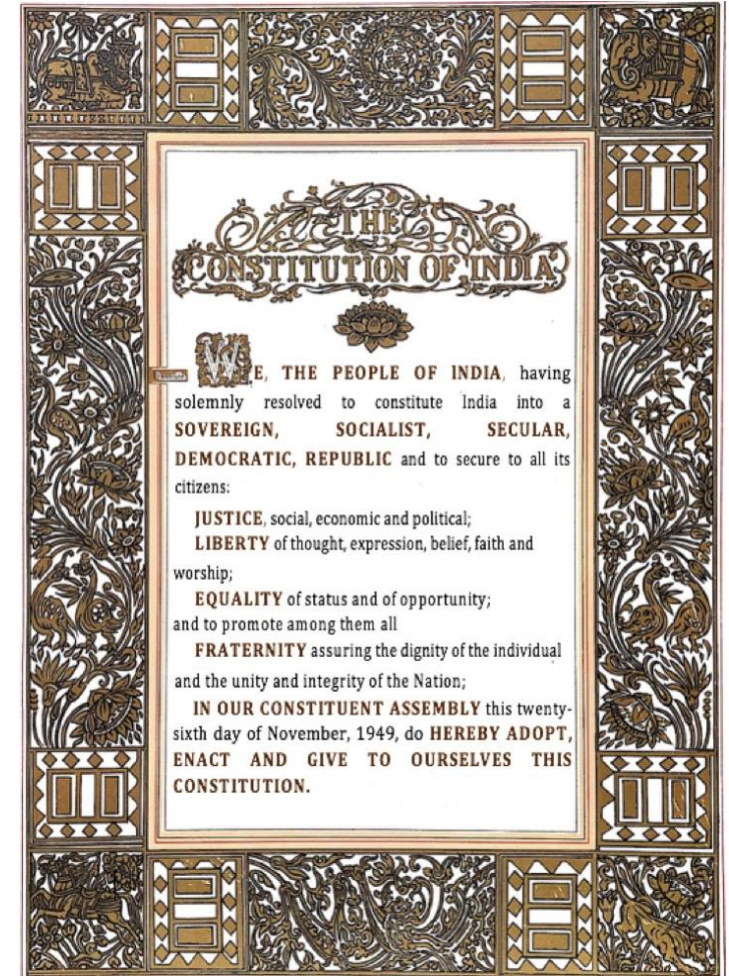 THE
CONSTITUTION OF INDIA
WE, THE PEOPLE OF INDIA, having
solemnly resolved to constitute India into a
SOVEREIGN, SOCIALIST, SECULAR,
DEMOCRATIC, REPUBLIC and to secure to all its
citizens:
JUSTICE, social, economic and political;
LIBERTY of thought, expression, belief, faith and
worship;
EQUALITY of status and of opportunity;
and to promote among them all
FRATERNITY assuring the dignity of the individual
and the unity and integrity of the Nation;
IN OUR CONSTITUENT ASSEMBLY this twenty-
sixth day of November, 1949, do HEREBY ADOPT,
ENACT AND GIVE TO OURSELVES THIS
CONSTITUTION.